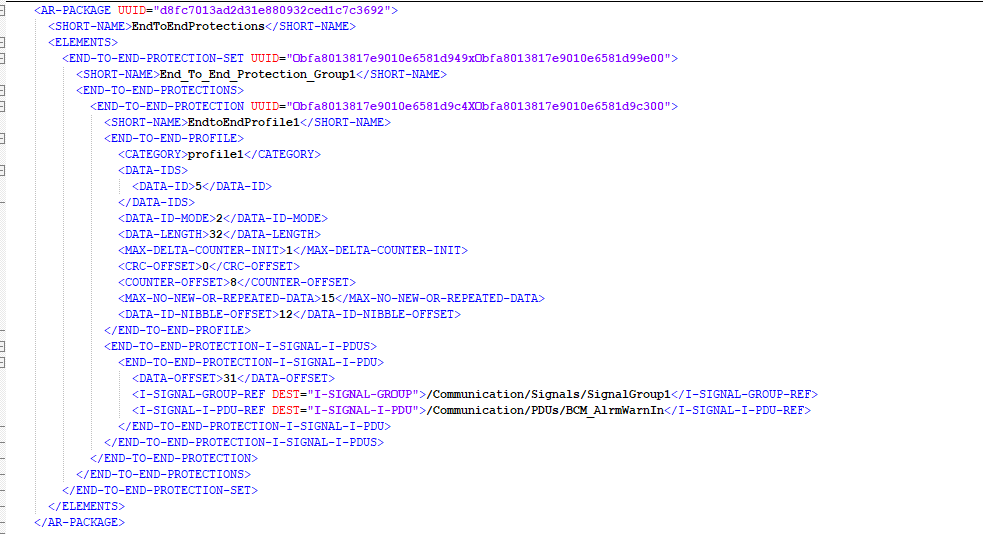 <AR-PACKAGE UUID="d8fc7013ad2d31e880932ced1c7c3692">
<SHORT-NAME>EndToEndProtections</SHORT-NAME>
<ELEMENTS>
<END-TO-END-PROTECTION-SET UUID="0bfa8013817e9010e6581d949x0bfa8013817e9010e6581d99e00">
<SHORT-NAME>End_To_End_Protection_Group1</SHORT-NAME>
<END-TO-END-PROTECTIONS>
<END-TO-END-PROTECTION UUID="0bfa8013817e9010e6581d9c4X0bfa8013817e9010e6581d9c300">
<SHORT-NAME>EndtoEndProfile1</SHORT-NAME>
<END-TO-END-PROFILE>
<CATEGORY>profile1</CATEGORY>
<DATA-IDS>
<DATA-ID>5</DATA-ID>
</DATA-IDS>
<DATA-ID-MODE>2</DATA-ID-MODE>
<DATA-LENGTH>32</DATA-LENGTH>
<MAX-DELTA-COUNTER-INIT>1</MAX-DELTA-COUNTER-INIT>
<CRC-OFFSET>0</CRC-OFFSET>
<COUNTER-OFFSET>8</COUNTER-OFFSET>
<MAX-NO-NEW-OR-REPEATED-DATA>15</MAX-NO-NEW-OR-REPEATED-DATA>
<DATA-ID-NIBBLE-OFFSET>12</DATA-ID-NIBBLE-OFFSET>
</END-TO-END-PROFILE>
<END-TO-END-PROTECTION-I-SIGNAL-I-PDUS>
<END-TO-END-PROTECTION-I-SIGNAL-I-PDU>
<DATA-OFFSET>31</DATA-OFFSET>
<I-SIGNAL-GROUP-REF DEST="I-SIGNAL-GROUP">/Communication/Signals/SignalGroup1</I-SIGNAL-GROUP-REF>
<I-SIGNAL-I-PDU-REF DEST="I-SIGNAL-I-PDU">/Communication/PDUs/BCM_AlrmWarnIn</I-SIGNAL-I-PDU-REF>
</END-TO-END-PROTECTION-I-SIGNAL-I-PDU>
</END-TO-END-PROTECTION-I-SIGNAL-I-PDUS>
</END-TO-END-PROTECTION>
</END-TO-END-PROTECTIONS>
</END-TO-END-PROTECTION-SET>
</ELEMENTS>
</AR-PACKAGE>